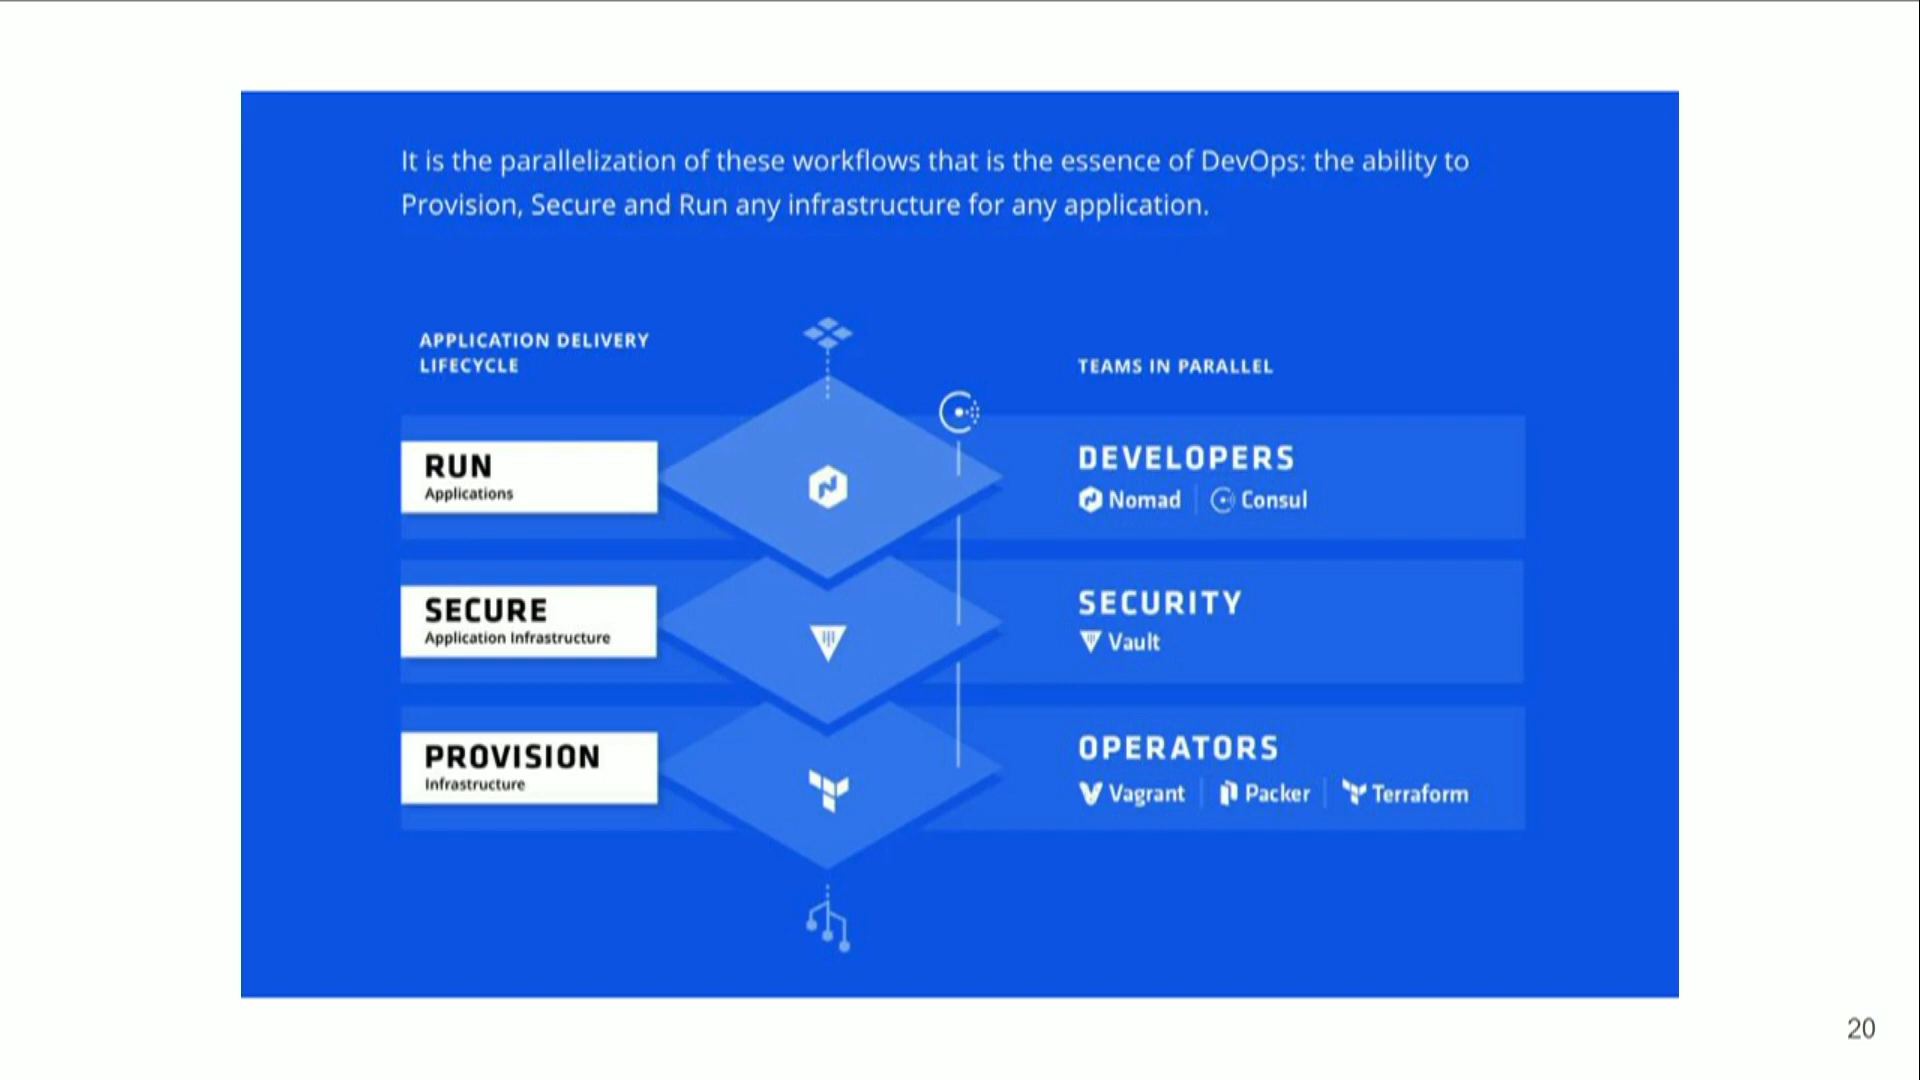 It is the parallelization of these workflows that is the essence of DevOps: the ability to
Provision, Secure and Run any infrastructure for any application.
APPLICATION DELIVERY
LIFECYCLE
TEAMS IN PARALLEL
RUN
Applications
DEVELOPERS
Nomad
Consul
SECURE
Application Infrastructure
SECURITY
Vault
PROVISION
Infrastructure
OPERATORS
Vagrant
Packer
Terraform
20